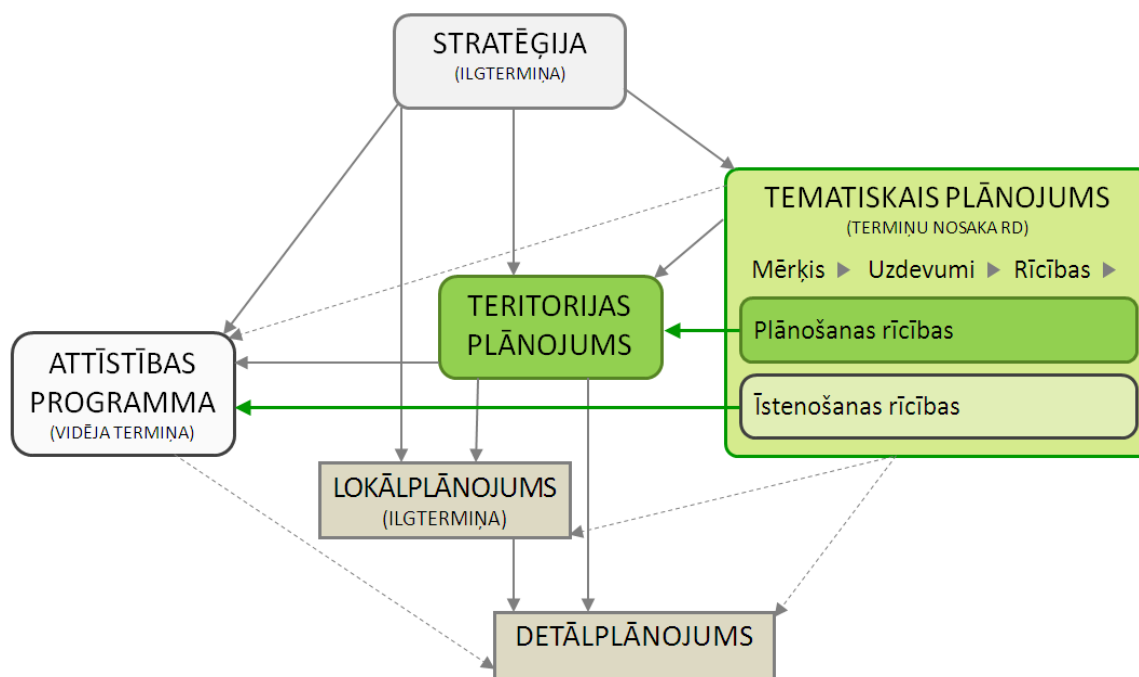 STRATĒĢIJA
(ILGTERMIŅA)
TEMATISKAIS PLĀNOJUMS
(TERMIŅU NOSAKA RD)
Mērķis ▶ Uzdevumi ▶ Rīcības ▶
Plānošanas rīcības
Īstenošanas rīcības
TERITORIJAS
PLĀNOJUMS
ATTĪSTĪBAS
PROGRAMMA
(VIDĒJA TERMIŅA)
LOKĀLPLĀNOJUMS
(ILGTERMIŅA)
DETĀLPLĀNOJUMS